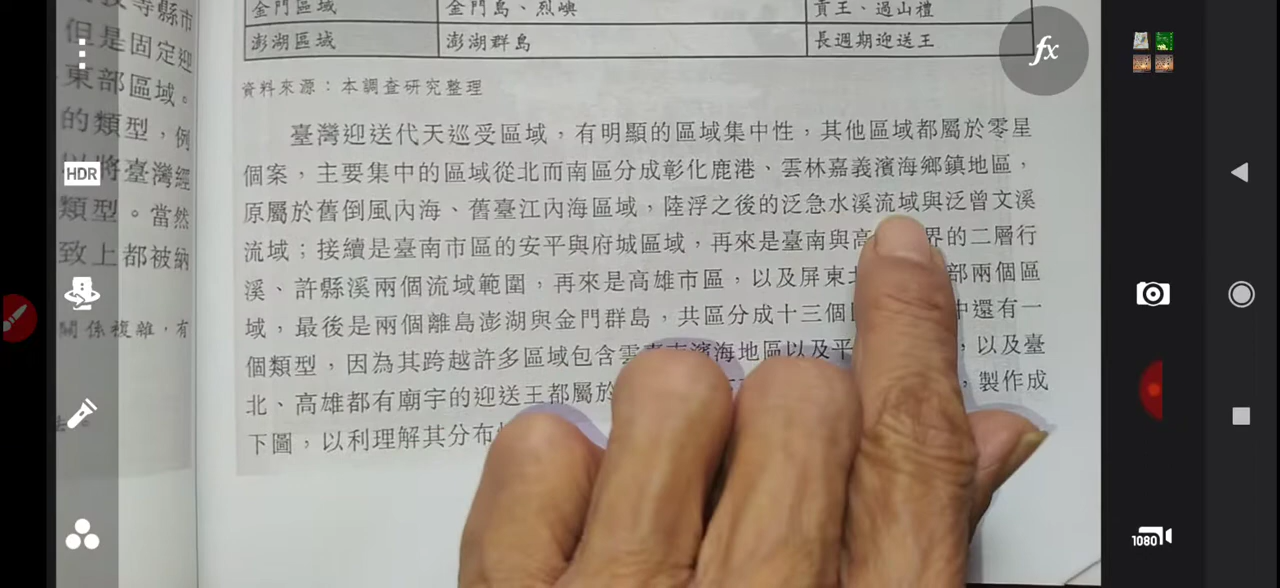 等縣市
但是固定迎
東部區域。
的類型，例
將臺灣經
類型。當然
致上都被納
關係複雜，有
金門區域 金門島、烈嶼 貢王、過山禮
澎湖區域 澎湖群島 長週期迎送王
資料來源：本調查研究整理
臺灣迎送代天巡受區域，有明顯的區域集中性，其他區域都屬於零星
個案，主要集中的區域從北而南區分成彰化鹿港、雲林嘉義濱海鄉鎮地區，
原屬於舊倒風內海、舊臺江內海區域，陸浮之後的泛急水溪流域與泛曾文溪
流域；接續是臺南市區的安平與府城區域，再來是臺南與高 界的二層行
溪、許縣溪兩個流域範圍，再來是高雄市區，以及屏東 部兩個區
域，最後是兩個離島澎湖與金門群島，共區分成十三個 中還有一
個類型，因為其跨越許多區域包含雲 濱海地區以及平 ，以及臺
北、高雄都有廟宇的迎送王都屬於 ，製作成
下圖，以利理解其分布
fx
HDR
1080